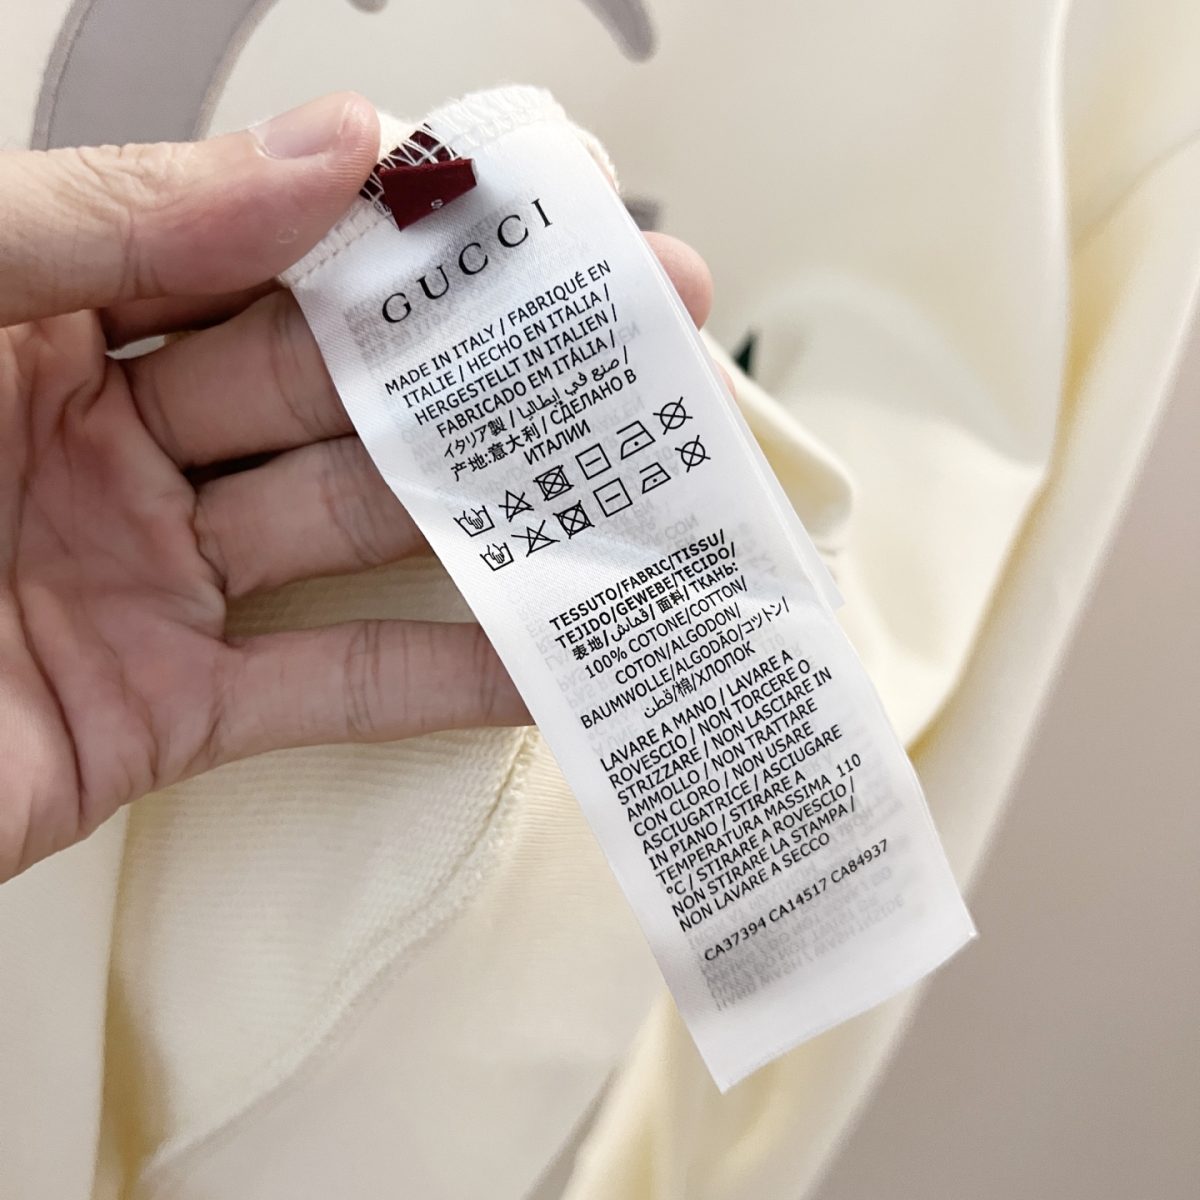 S
GUCCI
MADE IN ITALY / FABRIQUÉ EN
ITALIE / HECHO EN ITALIA /
HERGESTELLT IN ITALIEN /
FABRICADO EM ITÁLIA /
イタリア製 / صنع في إيطاليا /
产地:意大利 / СДЕЛАНО В
ИТАЛИИ
TESSUTO/FABRIC/TISSU/
TEJIDO/GEWEBE/TECIDO/
表地/قماش/面料/ТКАНЬ:
100% COTONE/COTTON/
COTON/ALGODON/
BAUMWOLLE/ALGODÃO/コットン/
قطن/棉/ХЛОПОК
LAVARE A MANO / LAVARE A
ROVESCIO / NON TORCERE O
STRIZZARE / NON LASCIARE IN
AMMOLLO / NON TRATTARE
CON CLORO / NON USARE
ASCIUGATRICE / ASCIUGARE
IN PIANO / STIRARE A
TEMPERATURA MASSIMA 110
°C / STIRARE A ROVESCIO /
NON STIRARE LA STAMPA /
NON LAVARE A SECCO
CA37394 CA14517 CA84937